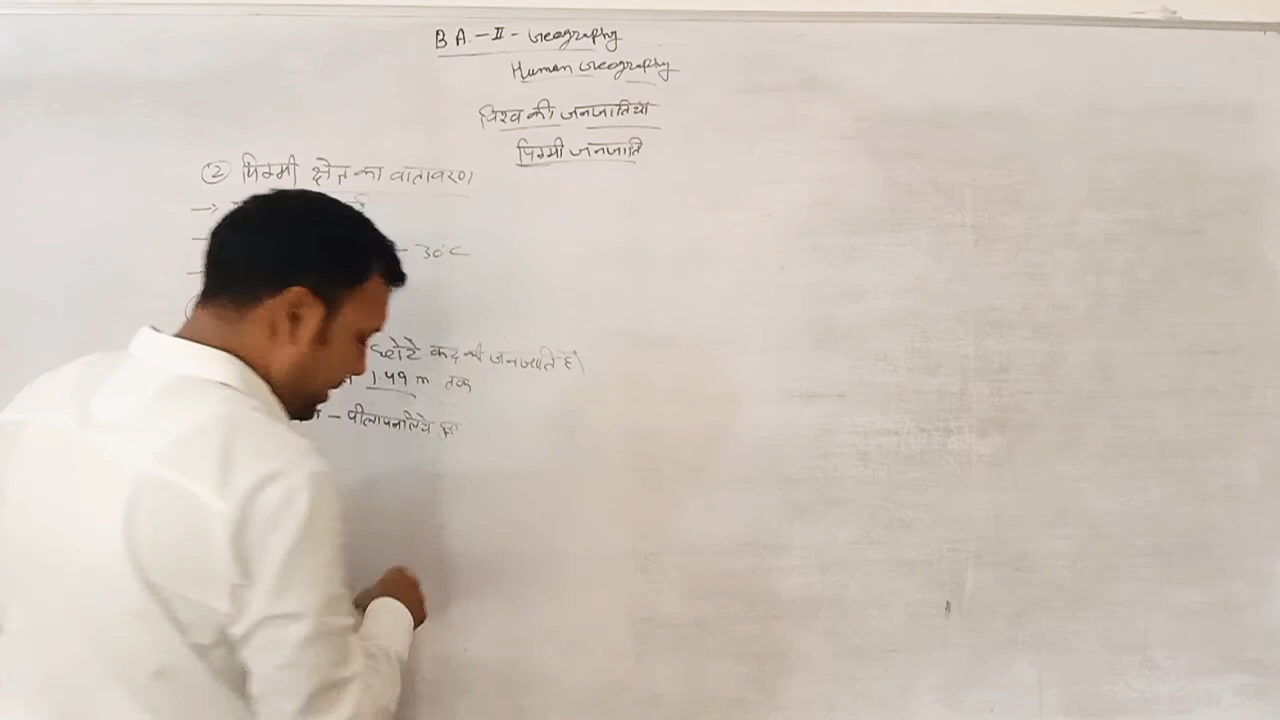 B A. - II - Geography
Human Geography
विश्व की जनजातियाँ
पिग्मी जनजाति
② पिग्मी क्षेत्र का वातावरण
→
- 30°C
छोटे कद की जनजाति है।
1.49 m तक
- पीलापन लिये